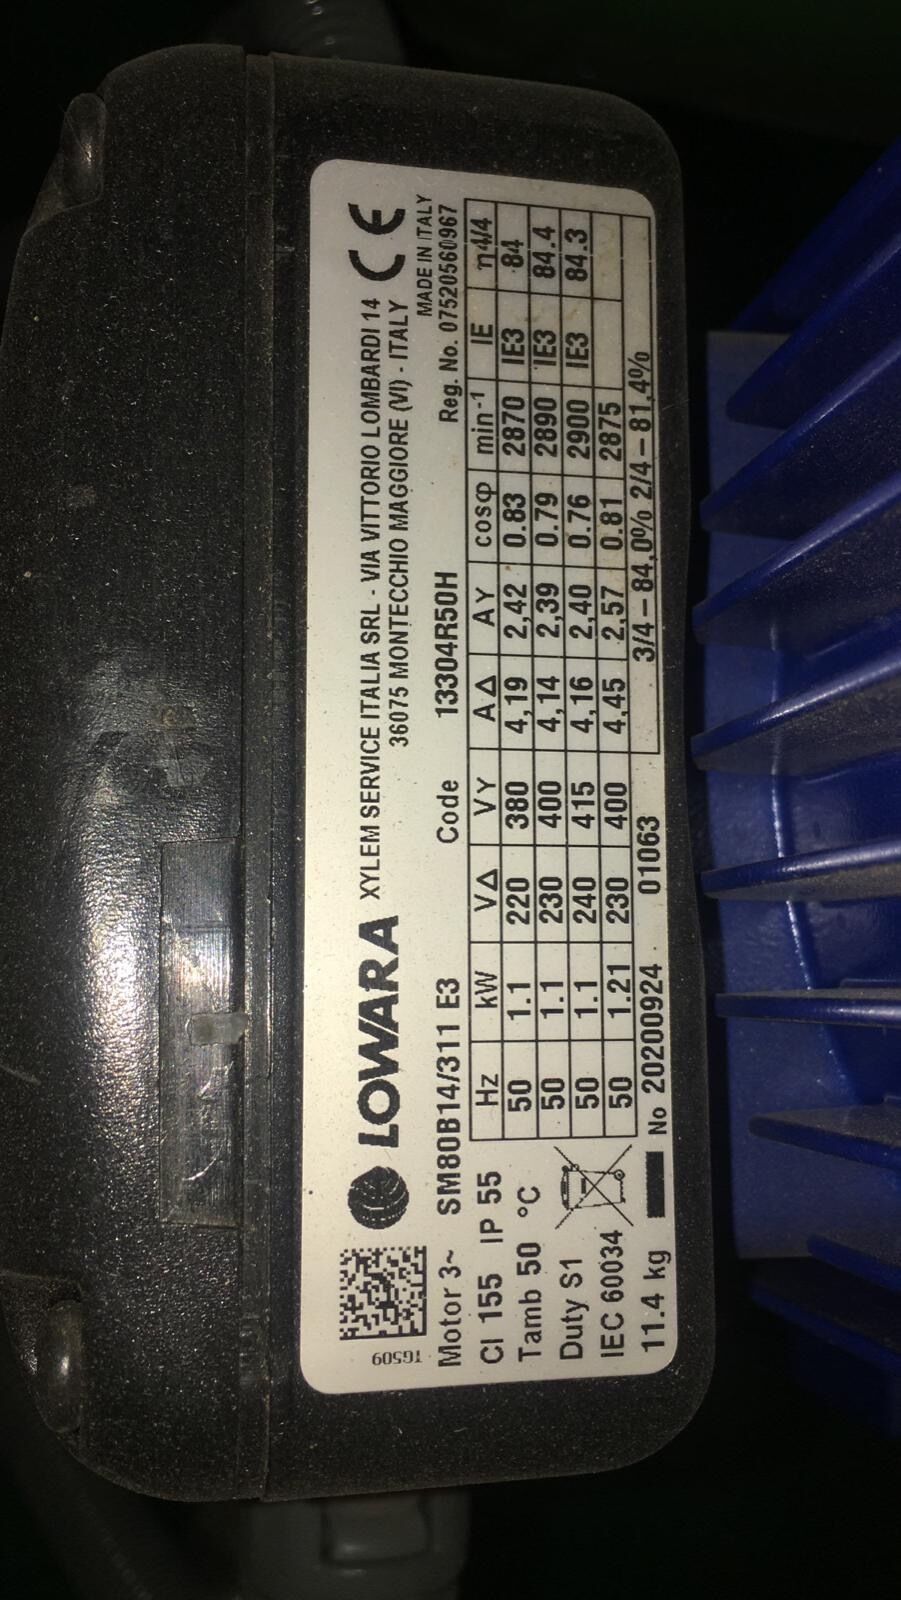 LOWARA XYLEM SERVICE ITALIA SRL - VIA VITTORIO LOMBARDI 14
36075 MONTECCHIO MAGGIORE (VI) - ITALY
CE
TG509
MADE IN ITALY
Motor 3~ SM80B14/311 E3 Code 13304R50H Reg. No. 07520560967
Cl 155 IP 55
Tamb 50 °C
Duty S1
IEC 60034
11.4 kg
Hz kW V△ VY A△ AY cosφ min⁻¹ IE η4/4
50 1.1 220 380 4,19 2,42 0.83 2870 IE3 84
50 1.1 230 400 4,14 2,39 0.79 2890 IE3 84.4
50 1.1 240 415 4,16 2,40 0.76 2900 IE3 84.3
50 1.21 230 400 4,45 2,57 0.81 2875
No 20200924 01063 3/4–84,0% 2/4–81,4%